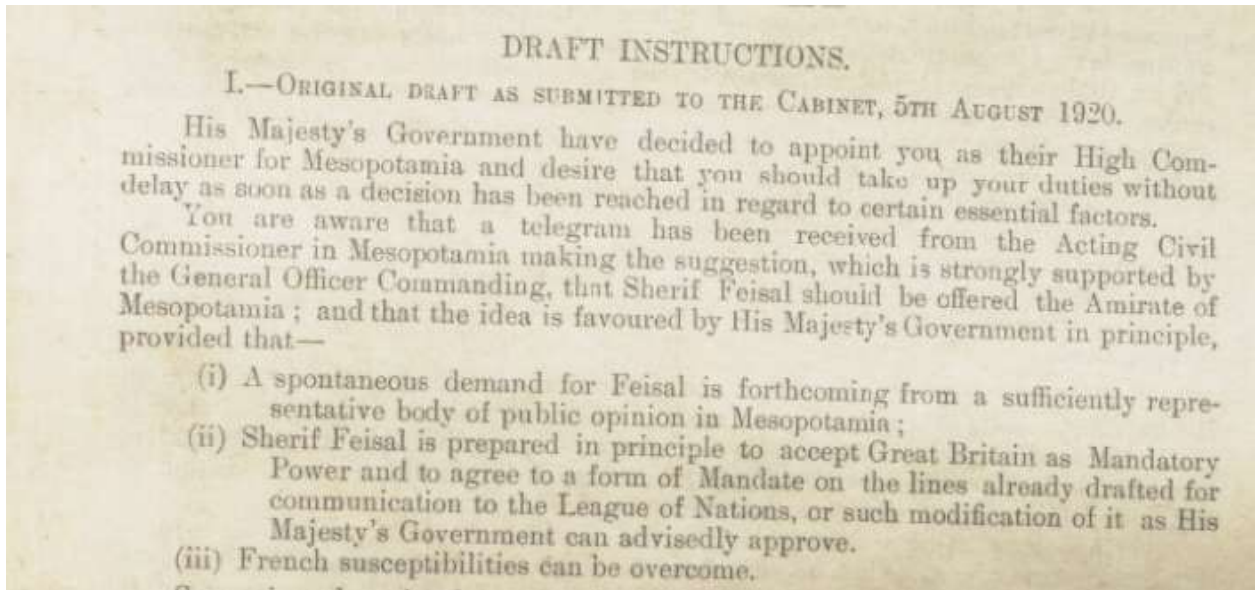 DRAFT INSTRUCTIONS.
I.—ORIGINAL DRAFT AS SUBMITTED TO THE CABINET, 5TH AUGUST 1920.
His Majesty's Government have decided to appoint you as their High Com-
missioner for Mesopotamia and desire that you should take up your duties without
delay as soon as a decision has been reached in regard to certain essential factors.
You are aware that a telegram has been received from the Acting Civil
Commissioner in Mesopotamia making the suggestion, which is strongly supported by
the General Officer Commanding, that Sherif Feisal should be offered the Amirate of
Mesopotamia ; and that the idea is favoured by His Majesty's Government in principle,
provided that—
(i) A spontaneous demand for Feisal is forthcoming from a sufficiently repre-
sentative body of public opinion in Mesopotamia ;
(ii) Sherif Feisal is prepared in principle to accept Great Britain as Mandatory
Power and to agree to a form of Mandate on the lines already drafted for
communication to the League of Nations, or such modification of it as His
Majesty's Government can advisedly approve.
(iii) French susceptibilities can be overcome.